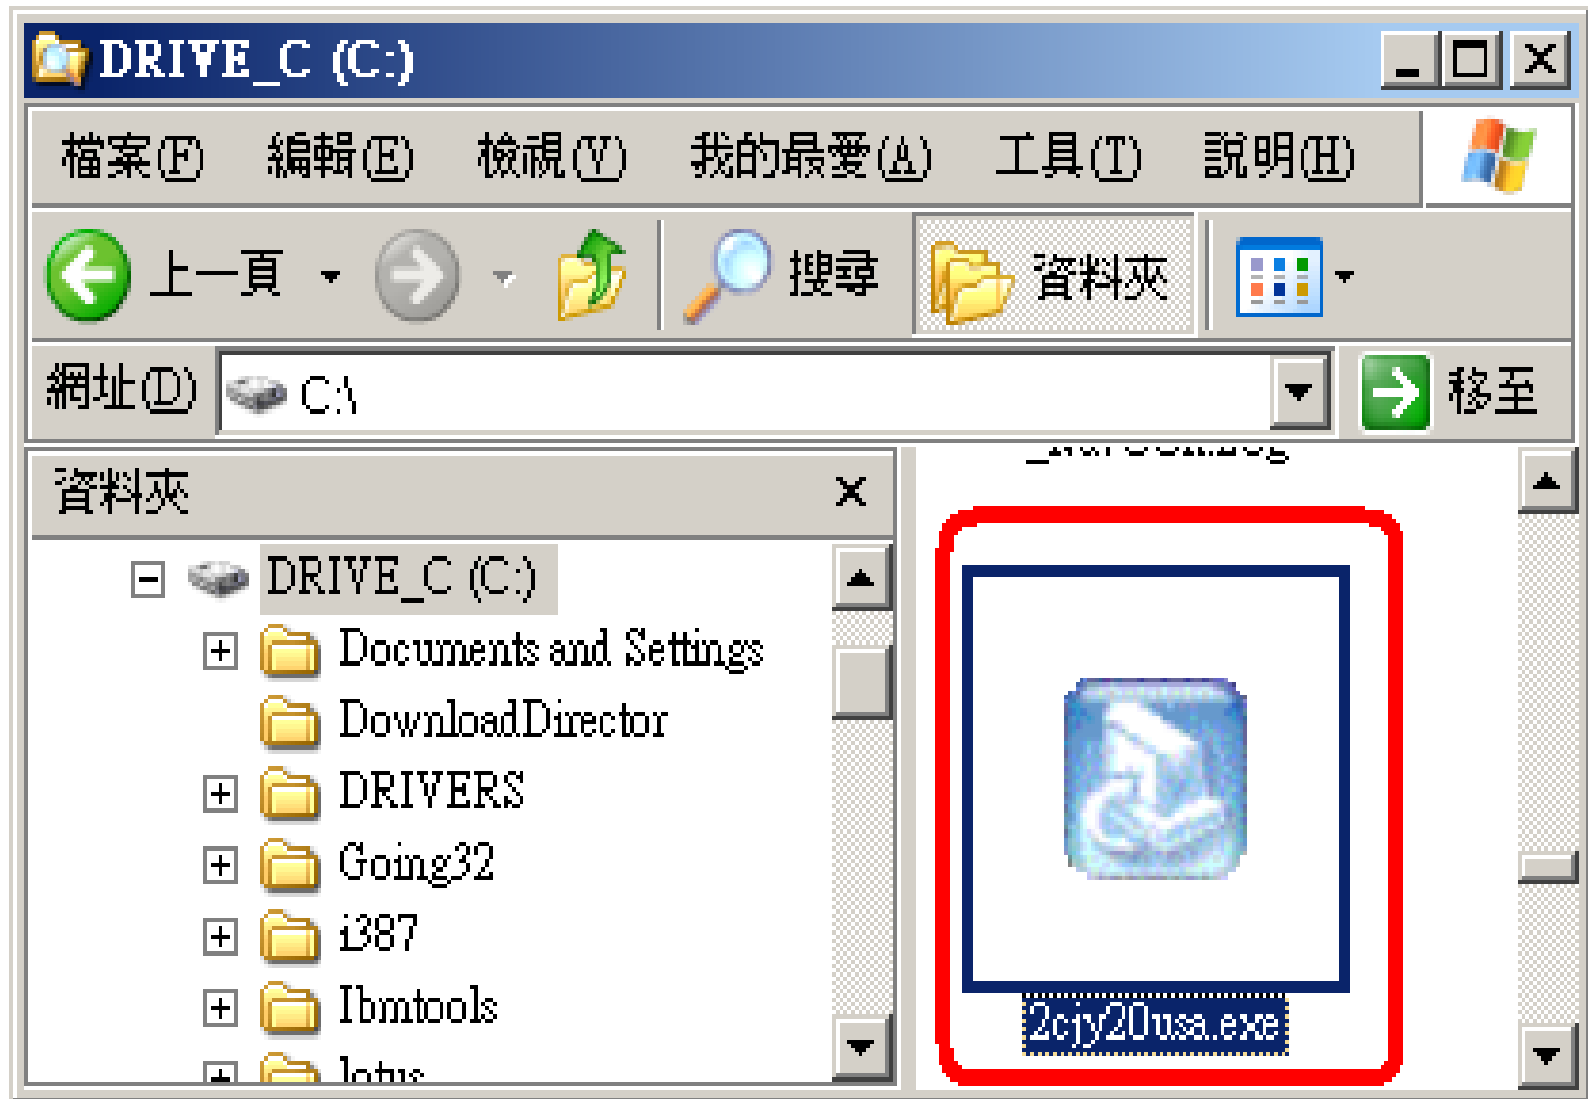 DRIVE_C (C:)
檔案(F) 編輯(E) 檢視(V) 我的最愛(A) 工具(T) 說明(H)
上一頁 搜尋 資料夾
網址(D) C:\ 移至
資料夾
DRIVE_C (C:)
Documents and Settings
DownloadDirector
DRIVERS
Going32
i387
Ibmtools
lotus
2cjy20usa.exe